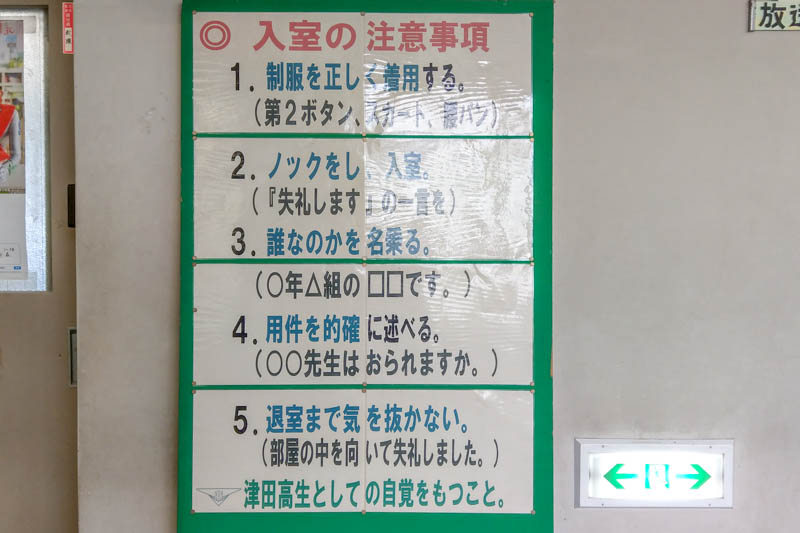 ◎ 入室の注意事項
1. 制服を正しく着用する。
(第2ボタン、スカート、腰パン)
2. ノックをし、入室。
(『失礼します』の一言を)
3. 誰なのかを名乗る。
(○年△組の□□です。)
4. 用件を的確に述べる。
(○○先生はおられますか。)
5. 退室まで気を抜かない。
(部屋の中を向いて失礼しました。)
津田高生としての自覚をもつこと。
放送